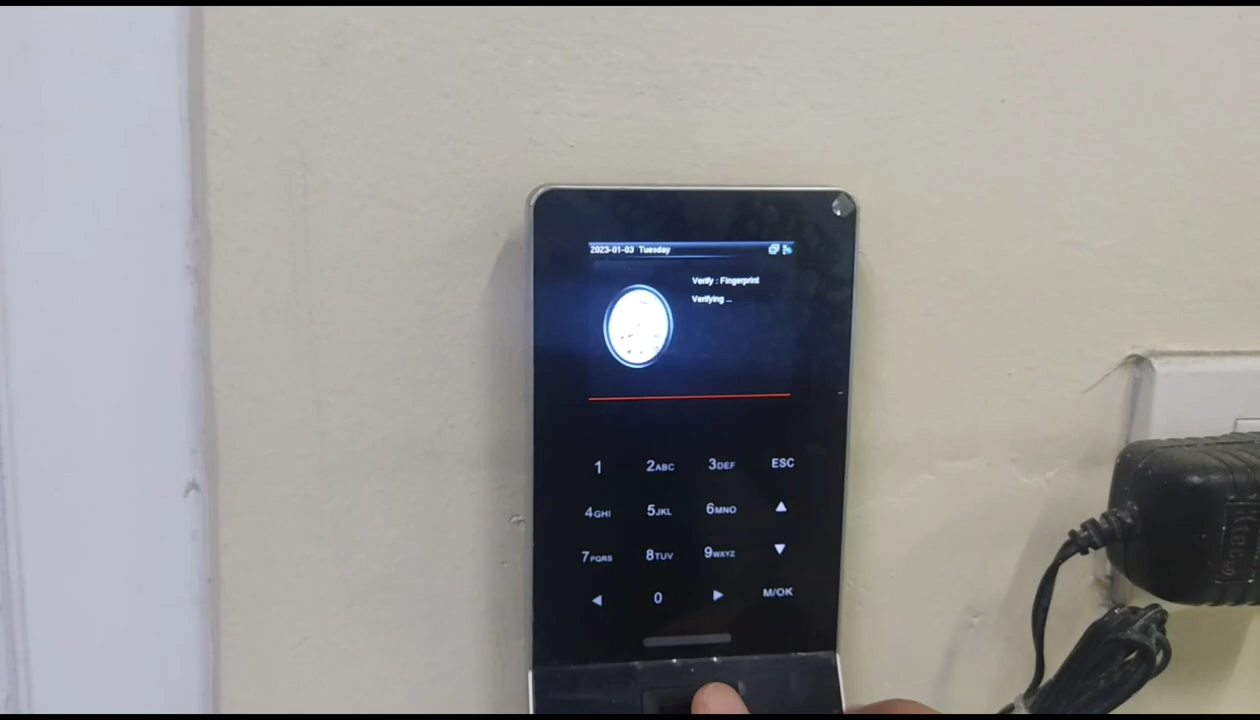 2023-01-03 Tuesday
Verify : Fingerprint
Verifying ...
1 2ABC 3DEF ESC
4GHI 5JKL 6MNO ▲
7PQRS 8TUV 9WXYZ ▼
◀ 0 ▶ M/OK